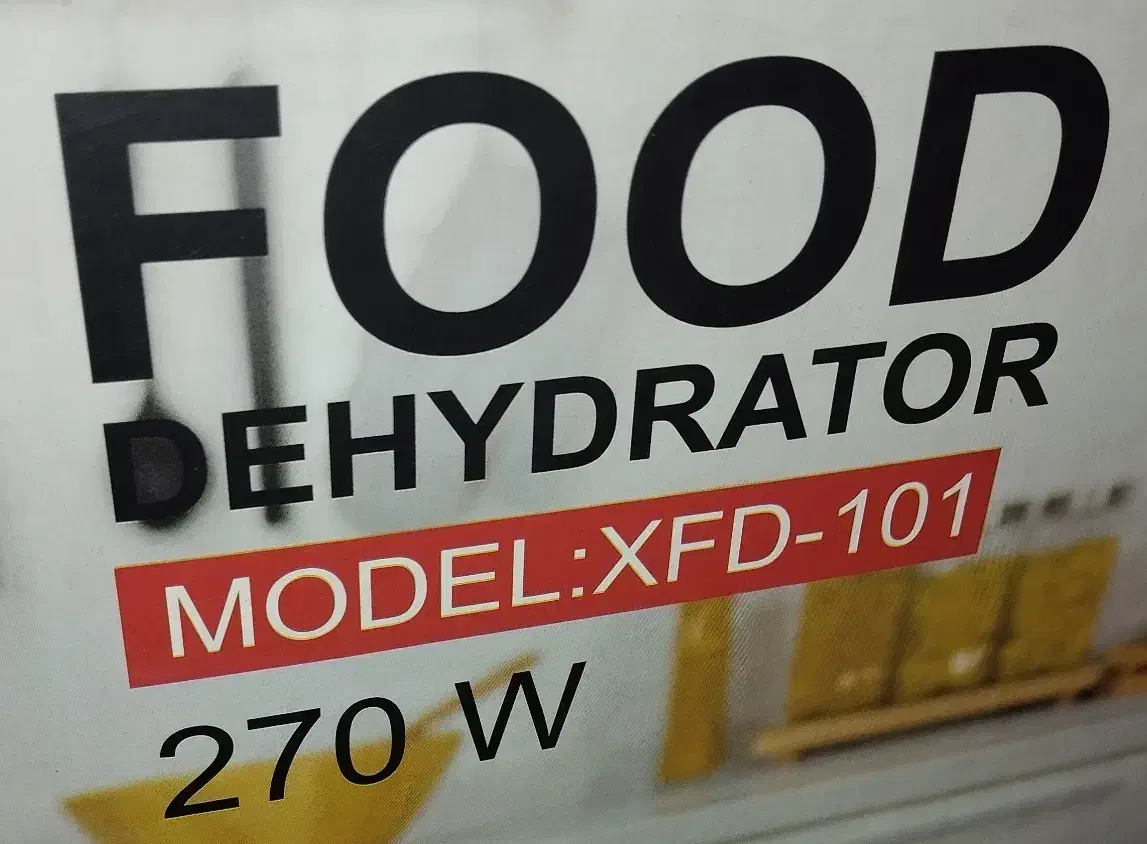 FOOD
DEHYDRATOR
MODEL:XFD-101
270 W